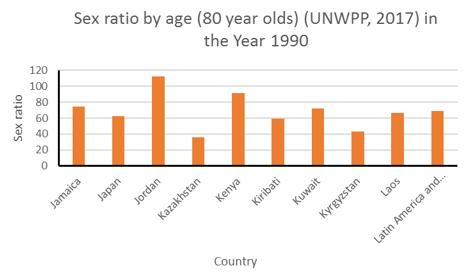 Sex ratio by age (80 year olds) (UNWPP, 2017) in
the Year 1990
120
100
80
60
40
20
0
Sex ratio
Jamaica
Japan
Jordan
Kazakhstan
Kenya
Kiribati
Kuwait
Kyrgyzstan
Laos
Latin America and...
Country